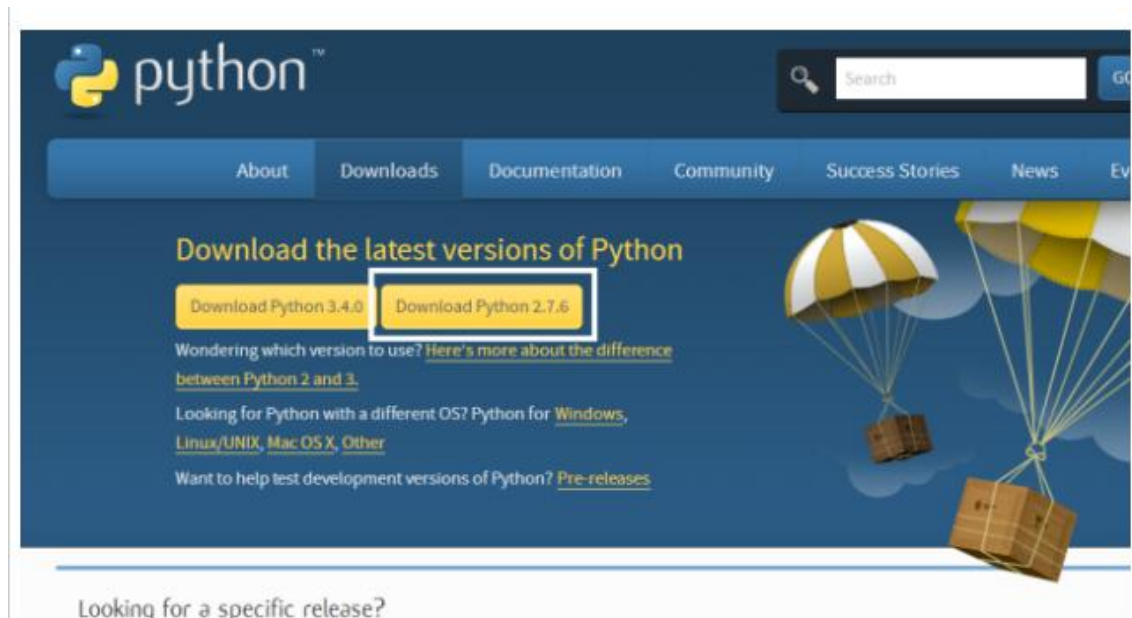 python™
Search
GO
About Downloads Documentation Community Success Stories News Ev
Download the latest versions of Python
Download Python 3.4.0 Download Python 2.7.6
Wondering which version to use? Here's more about the difference
between Python 2 and 3.
Looking for Python with a different OS? Python for Windows,
Linux/UNIX, Mac OS X, Other
Want to help test development versions of Python? Pre-releases
Looking for a specific release?